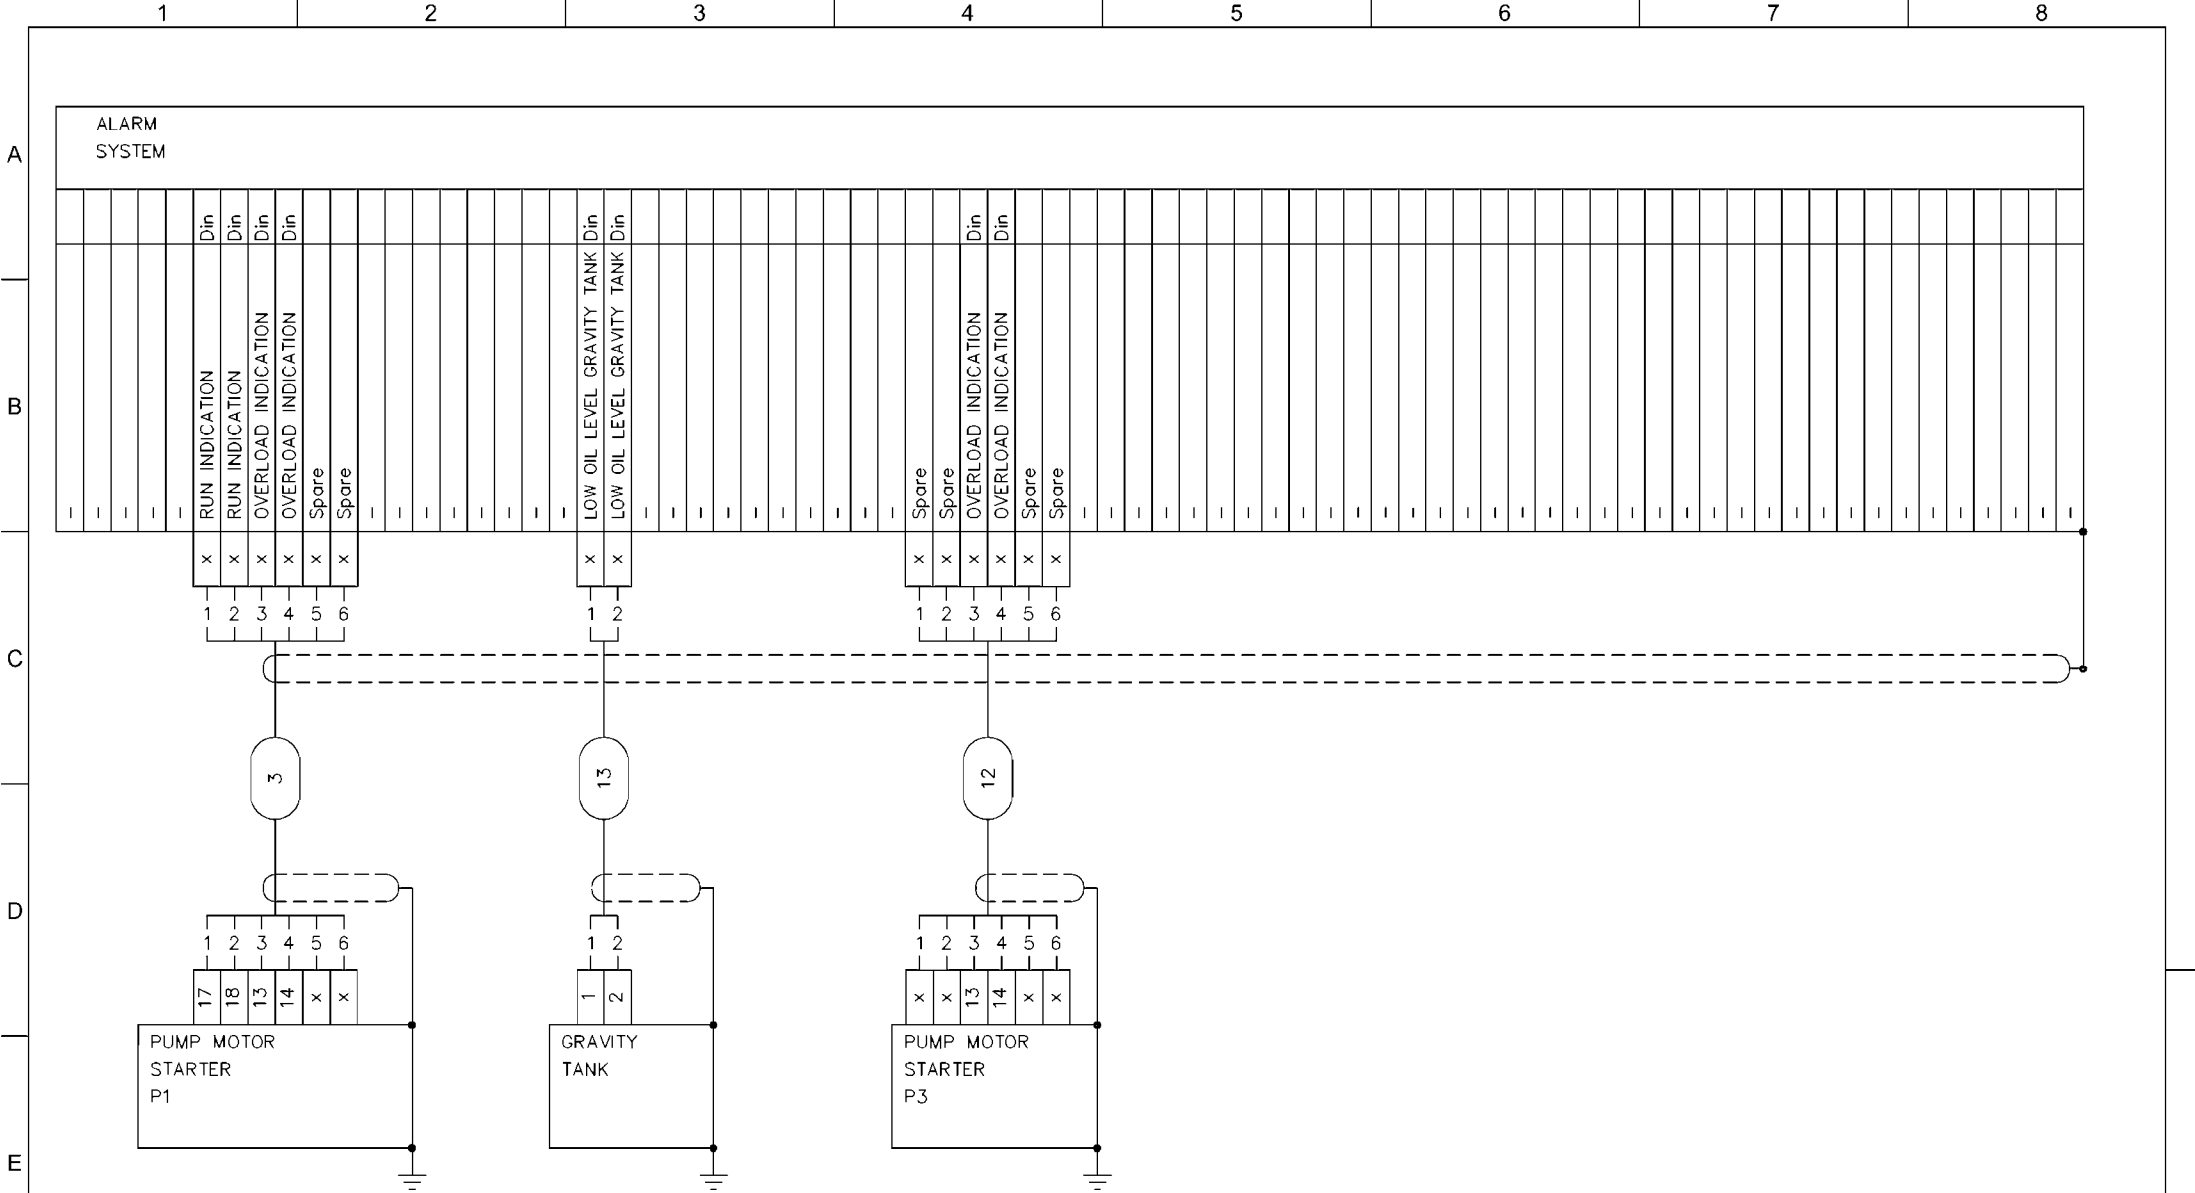 1 2 3 4 5 6 7 8
A
B
C
D
E
ALARM
SYSTEM
Din Din Din Din Din Din Din Din
RUN INDICATION
RUN INDICATION
OVERLOAD INDICATION
OVERLOAD INDICATION
Spare
Spare
LOW OIL LEVEL GRAVITY TANK
LOW OIL LEVEL GRAVITY TANK
Spare
Spare
OVERLOAD INDICATION
OVERLOAD INDICATION
Spare
Spare
x x x x x x x x x x x x x x
1 2 3 4 5 6 1 2 1 2 3 4 5 6
3 13 12
1 2 3 4 5 6 1 2 1 2 3 4 5 6
17 18 13 14 x x 1 2 x x 13 14 x x
PUMP MOTOR
STARTER
P1
GRAVITY
TANK
PUMP MOTOR
STARTER
P3